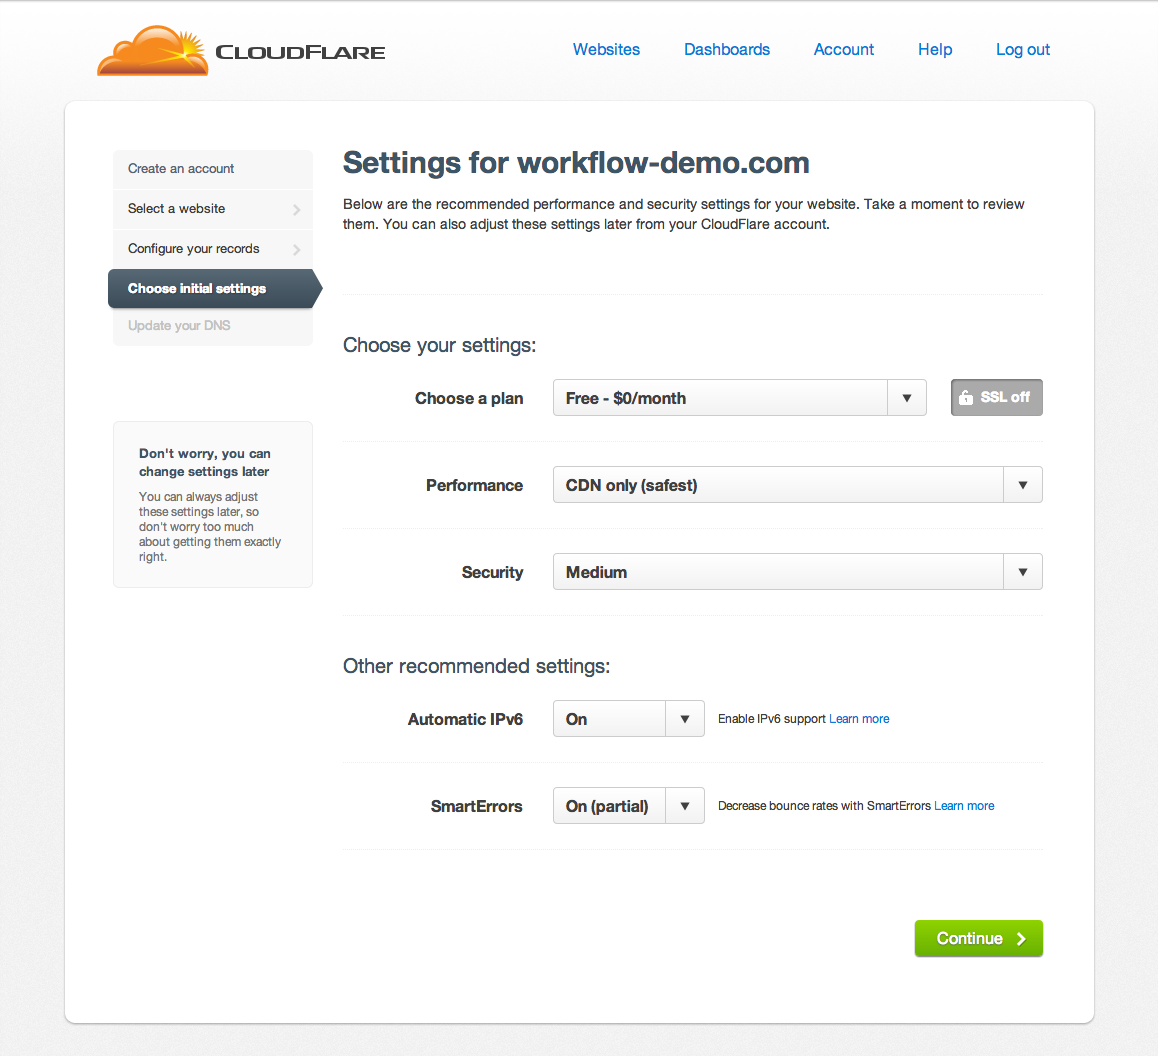 CLOUDFLARE
Websites
Dashboards
Account
Help
Log out
Create an account
Select a website
Configure your records
Choose initial settings
Update your DNS
Don't worry, you can
change settings later
You can always adjust
these settings later, so
don't worry too much
about getting them exactly
right.
Settings for workflow-demo.com
Below are the recommended performance and security settings for your website. Take a moment to review
them. You can also adjust these settings later from your CloudFlare account.
Choose your settings:
Choose a plan
Free - $0/month
SSL off
Performance
CDN only (safest)
Security
Medium
Other recommended settings:
Automatic IPv6
On
Enable IPv6 support Learn more
SmartErrors
On (partial)
Decrease bounce rates with SmartErrors Learn more
Continue